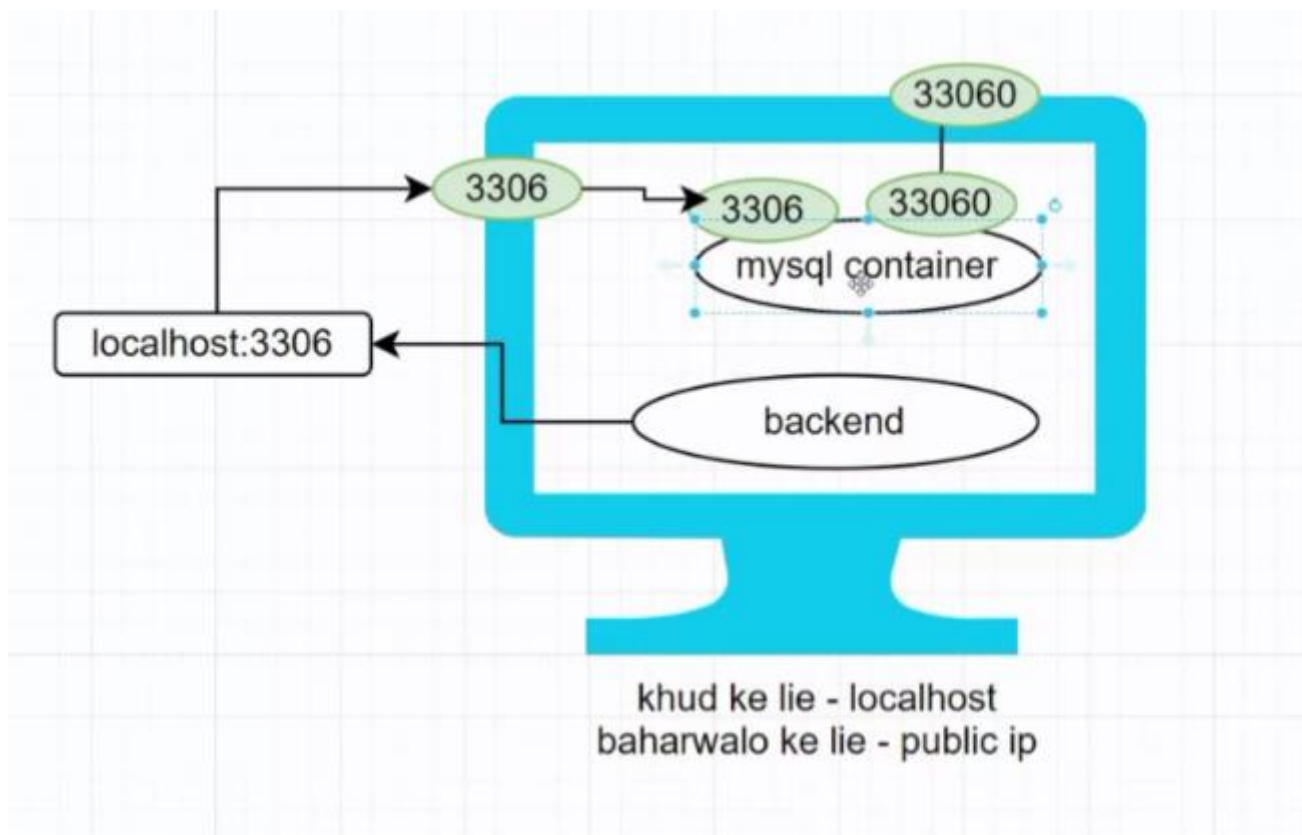 33060
3306
3306
33060
mysql container
localhost:3306
backend
khud ke lie - localhost
baharwalo ke lie - public ip